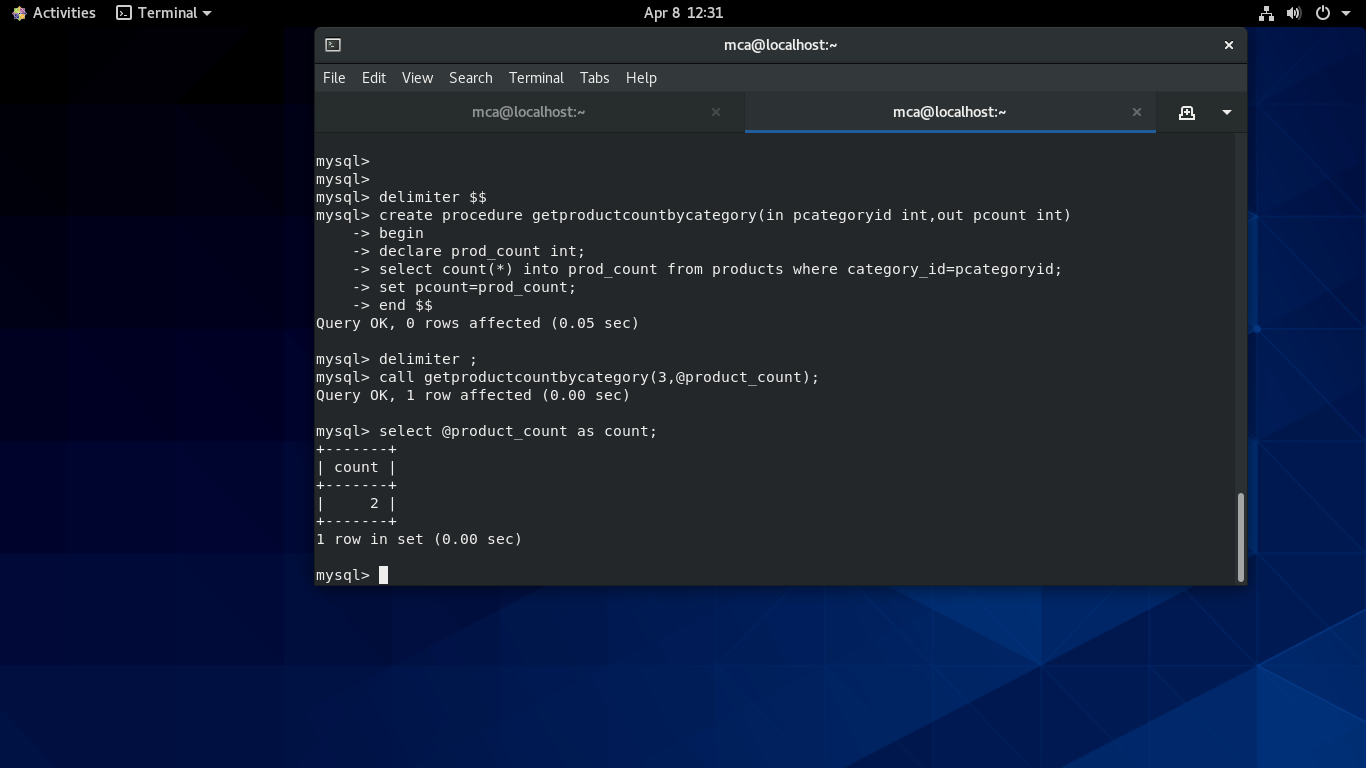 Activities Terminal Apr 8 12:31
mca@localhost:~
File Edit View Search Terminal Tabs Help
mca@localhost:~ mca@localhost:~
mysql>
mysql>
mysql> delimiter $$
mysql> create procedure getproductcountbycategory(in pcategoryid int,out pcount int)
    -> begin
    -> declare prod_count int;
    -> select count(*) into prod_count from products where category_id=pcategoryid;
    -> set pcount=prod_count;
    -> end $$
Query OK, 0 rows affected (0.05 sec)
mysql> delimiter ;
mysql> call getproductcountbycategory(3,@product_count);
Query OK, 1 row affected (0.00 sec)
mysql> select @product_count as count;
+-------+
| count |
+-------+
|     2 |
+-------+
1 row in set (0.00 sec)
mysql>